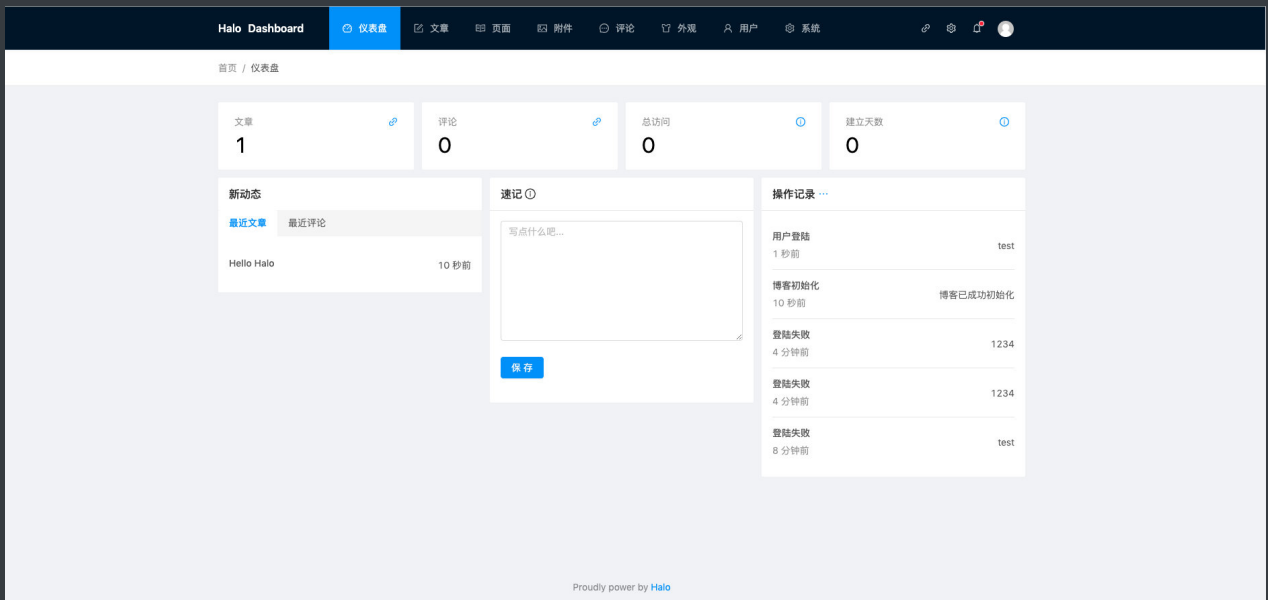 Halo Dashboard 仪表盘 文章 页面 附件 评论 外观 用户 系统
首页 / 仪表盘
文章
1
评论
0
总访问
0
建立天数
0
新动态
最近文章 最近评论
Hello Halo 10 秒前
速记
写点什么吧...
保 存
操作记录 ...
用户登陆
1 秒前
test
博客初始化
10 秒前
博客已成功初始化
登陆失败
4 分钟前
1234
登陆失败
4 分钟前
1234
登陆失败
8 分钟前
test
Proudly power by Halo